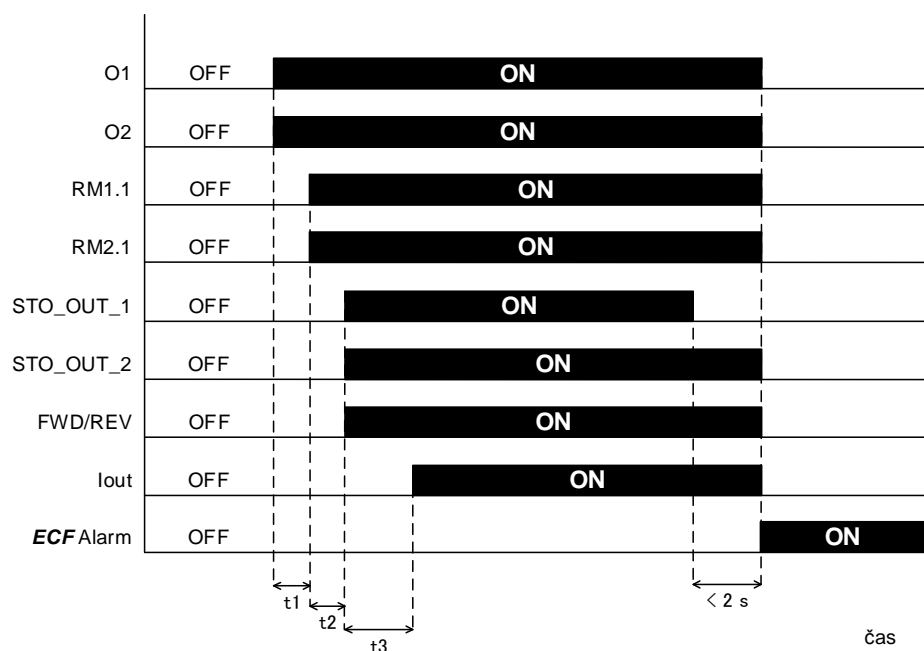 O1 OFF ON
O2 OFF ON
RM1.1 OFF ON
RM2.1 OFF ON
STO_OUT_1 OFF ON
STO_OUT_2 OFF ON
FWD/REV OFF ON
Iout OFF ON
ECF Alarm OFF ON
t1
t2
t3
< 2 s
čas